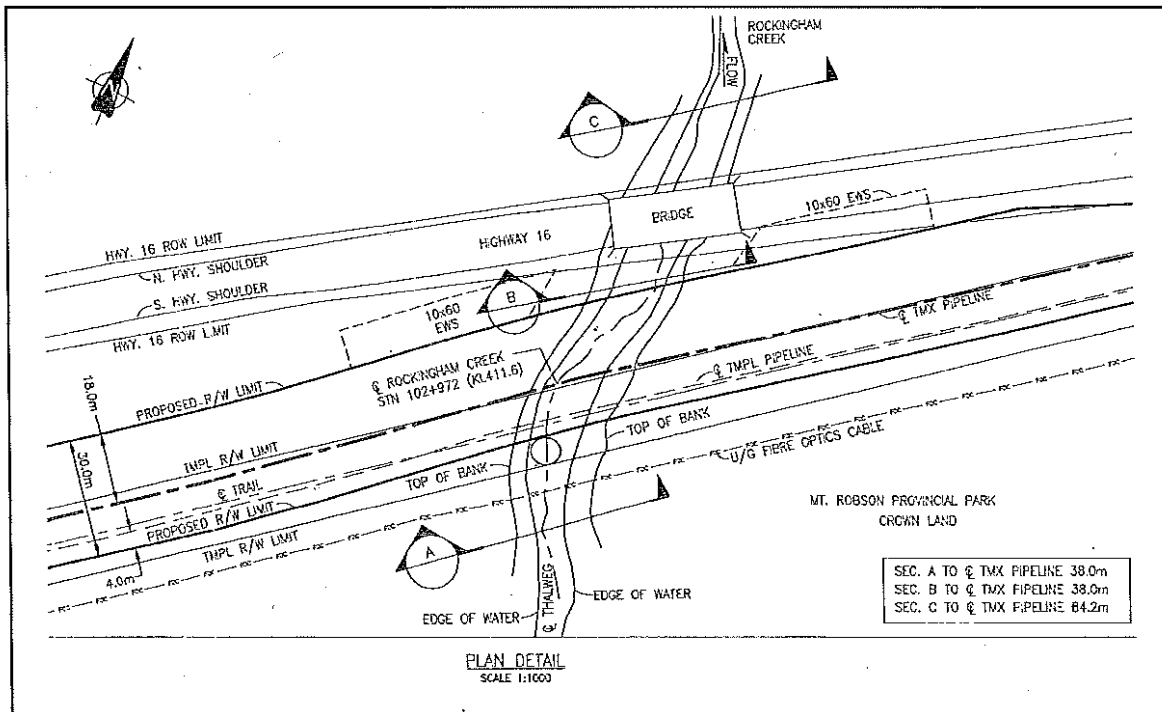 ROCKINGHAM
CREEK
FLOW
N
C
BRIDGE
10x60 EWS
HIGHWAY 16
HWY. 16 ROW LIMIT
N. HWY. SHOULDER
S. HWY. SHOULDER
HWY. 16 ROW LIMIT
B
10x60
EWS
℄ TMX PIPELINE
℄ ROCKINGHAM CREEK
STN 102+972 (KL411.6)
℄ TMPL PIPELINE
PROPOSED R/W LIMIT
18.0m
30.0m
TMPL R/W LIMIT
℄ TRAIL
TOP OF BANK
TOP OF BANK
U/G FIBRE OPTICS CABLE
PROPOSED R/W LIMIT
TMPL R/W LIMIT
4.0m
MT. ROBSON PROVINCIAL PARK
CROWN LAND
A
SEC. A TO ℄ TMX PIPELINE 38.0m
SEC. B TO ℄ TMX PIPELINE 38.0m
SEC. C TO ℄ TMX PIPELINE 84.2m
EDGE OF WATER
℄ THALWEG
EDGE OF WATER
PLAN DETAIL
SCALE 1:1000